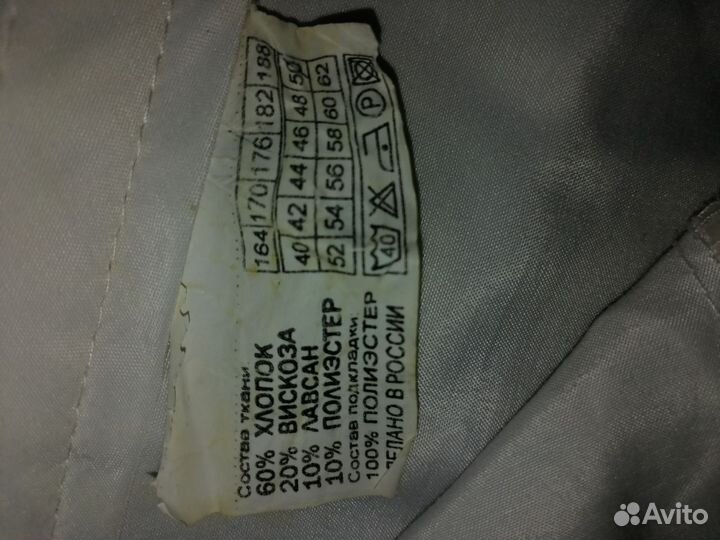 Состав ткани
60% ХЛОПОК
20% ВИСКОЗА
10% ЛАВСАН
10% ПОЛИЭСТЕР
Состав подкладки
100% ПОЛИЭСТЕР
СДЕЛАНО В РОССИИ
164 170 176 182 188
40 42 44 46 48 50
52 54 56 58 60 62
40 P
Avito